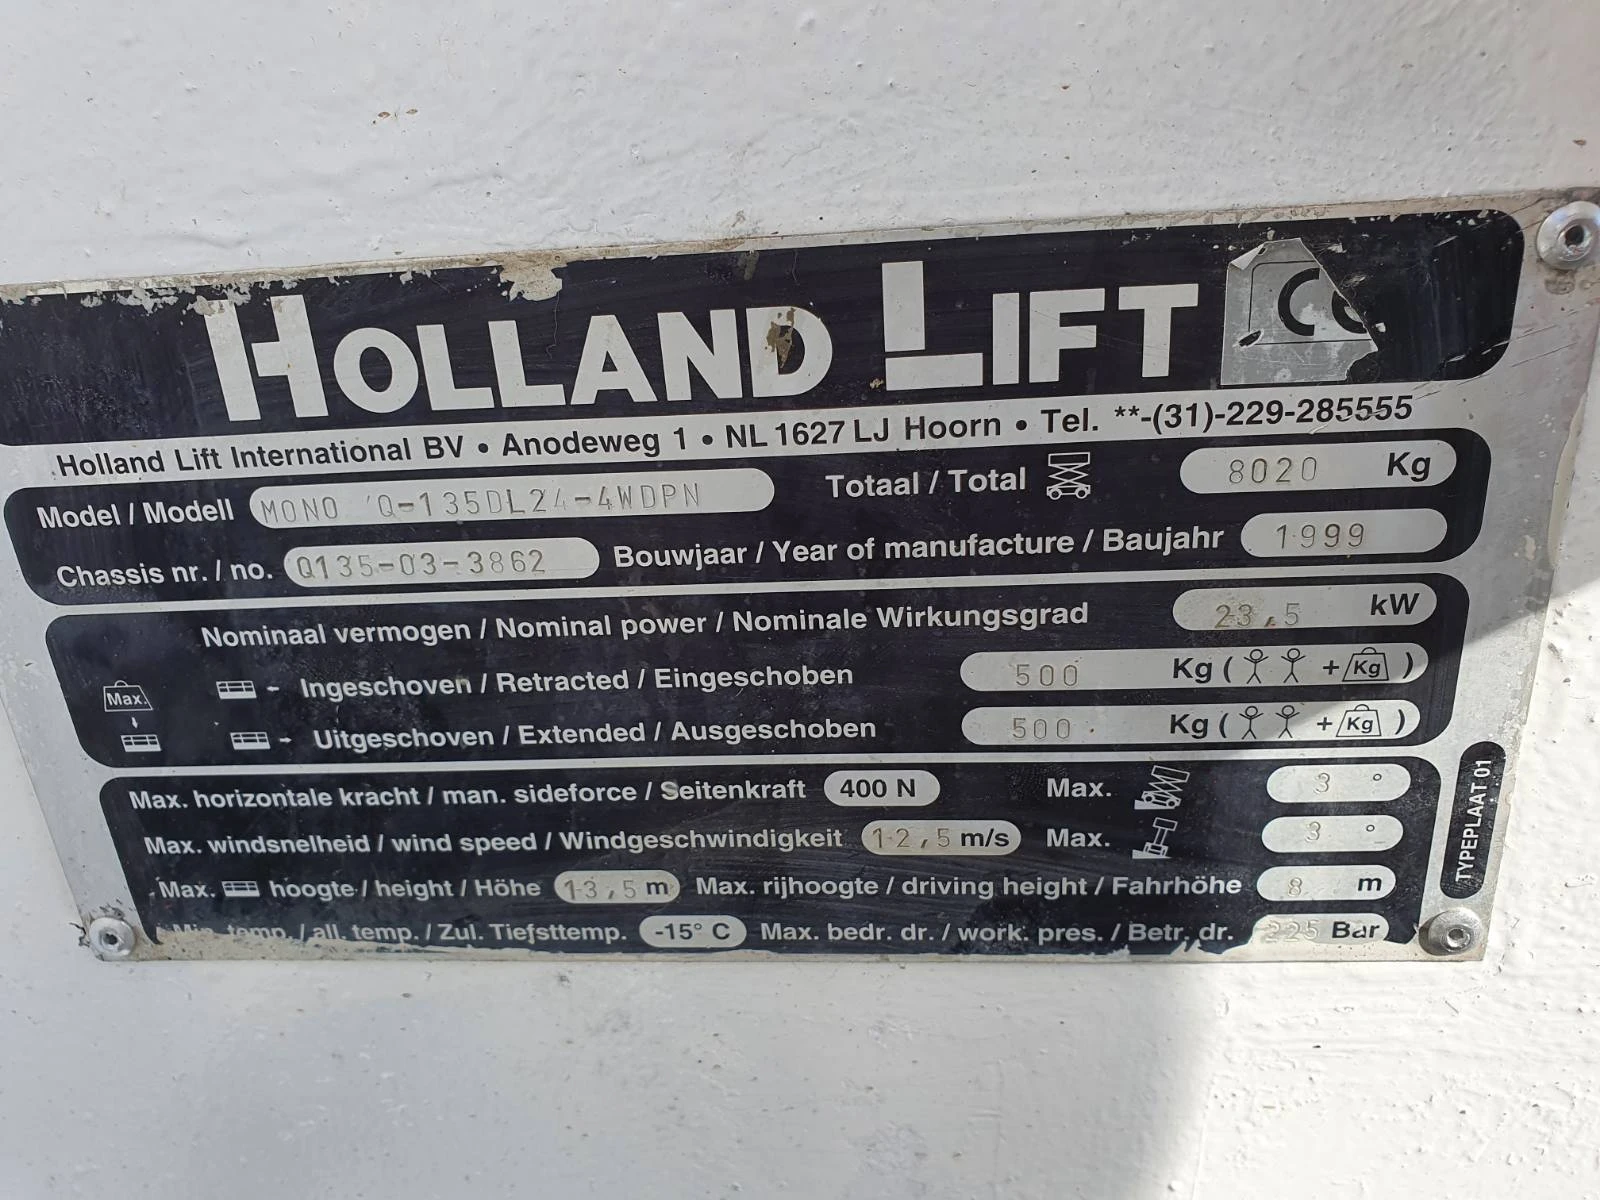 HOLLAND LIFT CE
Holland Lift International BV • Anodeweg 1 • NL 1627 LJ Hoorn • Tel. **-(31)-229-285555
Model / Modell MONO Q-135DL24-4WDPN Totaal / Total 8020 Kg
Chassis nr. / no. Q135-03-3862 Bouwjaar / Year of manufacture / Baujahr 1999
Nominaal vermogen / Nominal power / Nominale Wirkungsgrad 23,5 kW
Max. - Ingeschoven / Retracted / Eingeschoben 500 Kg ( + Kg )
- Uitgeschoven / Extended / Ausgeschoben 500 Kg ( + Kg )
Max. horizontale kracht / man. sideforce / Seitenkraft 400 N Max. 3 °
Max. windsnelheid / wind speed / Windgeschwindigkeit 12,5 m/s Max. 3 °
Max. hoogte / height / Höhe 13,5 m Max. rijhoogte / driving height / Fahrhöhe 8 m
Min. temp. / all. temp. / Zul. Tiefsttemp. -15° C Max. bedr. dr. / work. pres. / Betr. dr. 225 Bar
TYPEPLAAT 01